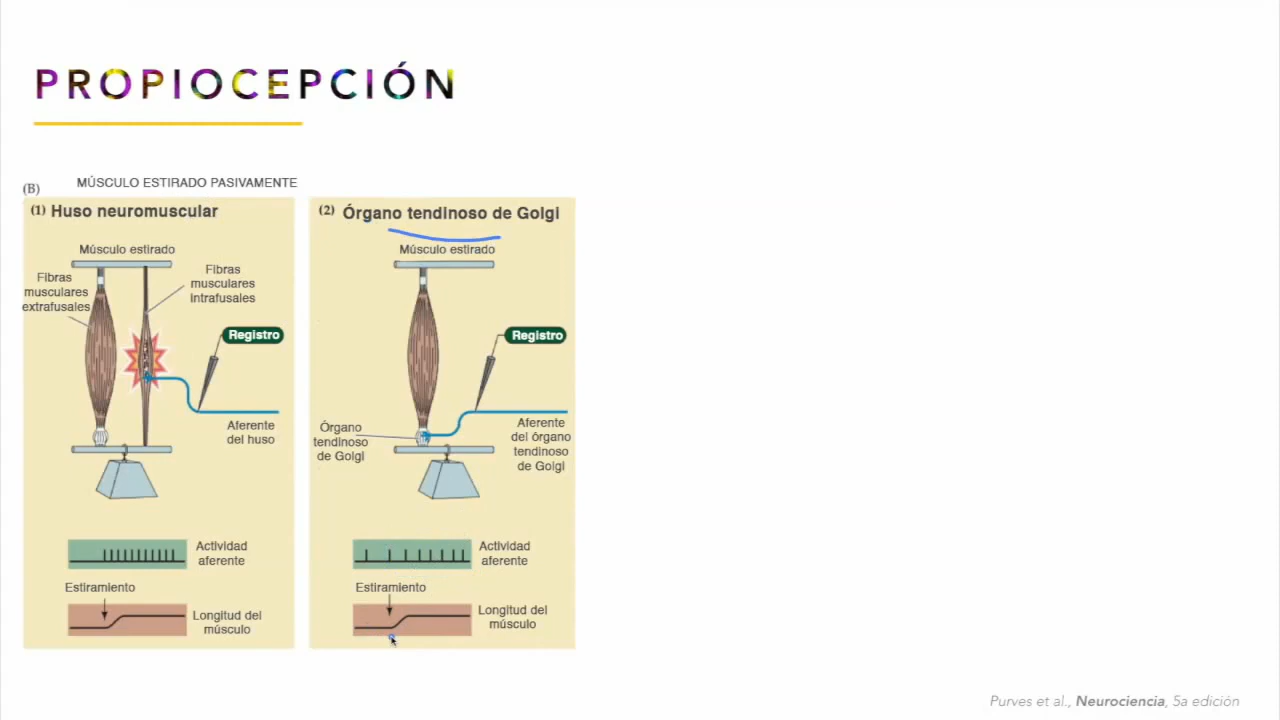 PROPIOCEPCIÓN
(B)
MÚSCULO ESTIRADO PASIVAMENTE
(1) Huso neuromuscular
Músculo estirado
Fibras
musculares
extrafusales
Fibras
musculares
intrafusales
Registro
Aferente
del huso
Actividad
aferente
Estiramiento
Longitud del
músculo
(2) Órgano tendinoso de Golgi
Músculo estirado
Registro
Órgano
tendinoso
de Golgi
Aferente
del órgano
tendinoso
de Golgi
Actividad
aferente
Estiramiento
Longitud del
músculo
Purves et al., Neurociencia, 5a edición